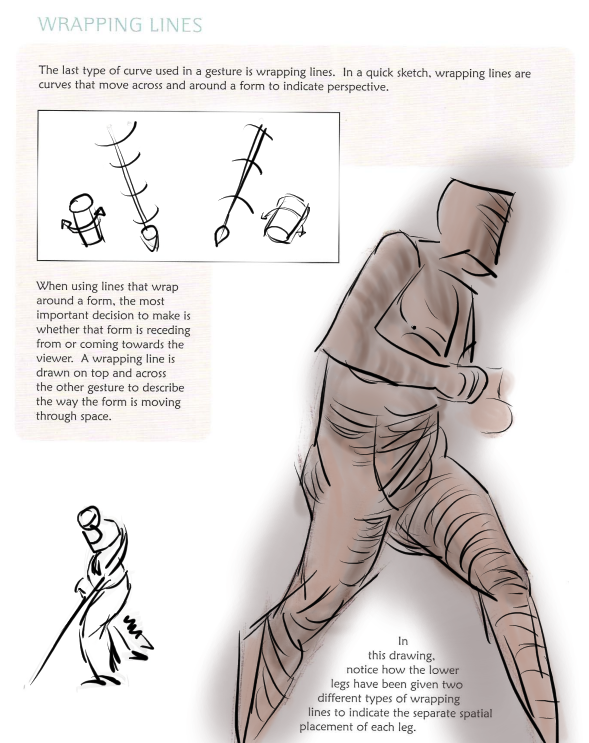 WRAPPING LINES
The last type of curve used in a gesture is wrapping lines. In a quick sketch, wrapping lines are
curves that move across and around a form to indicate perspective.
When using lines that wrap
around a form, the most
important decision to make is
whether that form is receding
from or coming towards the
viewer. A wrapping line is
drawn on top and across
the other gesture to describe
the way the form is moving
through space.
In
this drawing,
notice how the lower
legs have been given two
different types of wrapping
lines to indicate the separate spatial
placement of each leg.